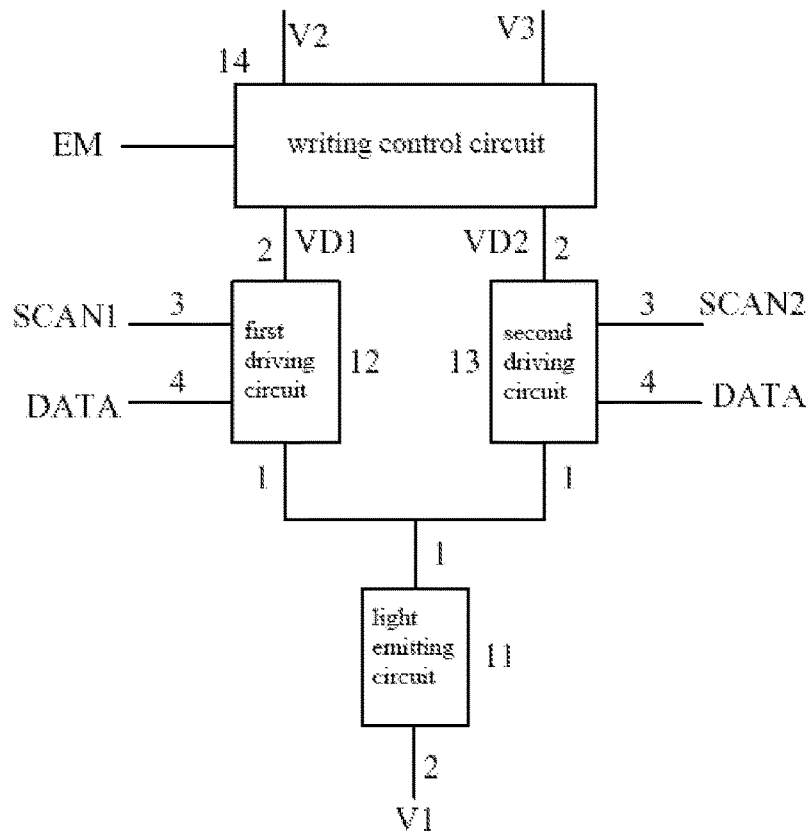 V2
V3
14
EM
writing control circuit
2
VD1
VD2
2
SCAN1
3
3
SCAN2
first
driving
circuit
12
13
second
driving
circuit
DATA
4
4
DATA
1
1
1
light
emitting
circuit
11
2
V1